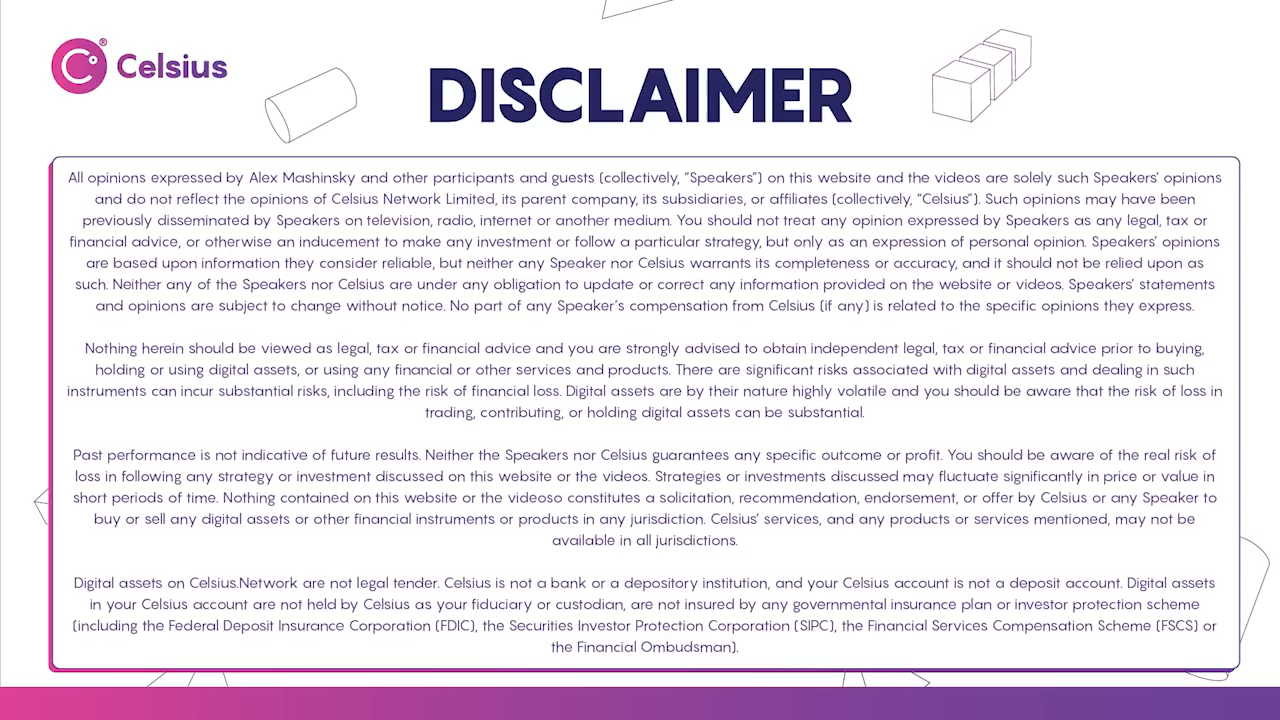 Celsius®
DISCLAIMER
All opinions expressed by Alex Mashinsky and other participants and guests (collectively, “Speakers”) on this website and the videos are solely such Speakers’ opinions
and do not reflect the opinions of Celsius Network Limited, its parent company, its subsidiaries, or affiliates (collectively, “Celsius”). Such opinions may have been
previously disseminated by Speakers on television, radio, internet or another medium. You should not treat any opinion expressed by Speakers as any legal, tax or
financial advice, or otherwise an inducement to make any investment or follow a particular strategy, but only as an expression of personal opinion. Speakers’ opinions
are based upon information they consider reliable, but neither any Speaker nor Celsius warrants its completeness or accuracy, and it should not be relied upon as
such. Neither any of the Speakers nor Celsius are under any obligation to update or correct any information provided on the website or videos. Speakers’ statements
and opinions are subject to change without notice. No part of any Speaker’s compensation from Celsius (if any) is related to the specific opinions they express.
Nothing herein should be viewed as legal, tax or financial advice and you are strongly advised to obtain independent legal, tax or financial advice prior to buying,
holding or using digital assets, or using any financial or other services and products. There are significant risks associated with digital assets and dealing in such
instruments can incur substantial risks, including the risk of financial loss. Digital assets are by their nature highly volatile and you should be aware that the risk of loss in
trading, contributing, or holding digital assets can be substantial.
Past performance is not indicative of future results. Neither the Speakers nor Celsius guarantees any specific outcome or profit. You should be aware of the real risk of
loss in following any strategy or investment discussed on this website or the videos. Strategies or investments discussed may fluctuate significantly in price or value in
short periods of time. Nothing contained on this website or the videoso constitutes a solicitation, recommendation, endorsement, or offer by Celsius or any Speaker to
buy or sell any digital assets or other financial instruments or products in any jurisdiction. Celsius’ services, and any products or services mentioned, may not be
available in all jurisdictions.
Digital assets on Celsius.Network are not legal tender. Celsius is not a bank or a depository institution, and your Celsius account is not a deposit account. Digital assets
in your Celsius account are not held by Celsius as your fiduciary or custodian, are not insured by any governmental insurance plan or investor protection scheme
(including the Federal Deposit Insurance Corporation (FDIC), the Securities Investor Protection Corporation (SIPC), the Financial Services Compensation Scheme (FSCS) or
the Financial Ombudsman).